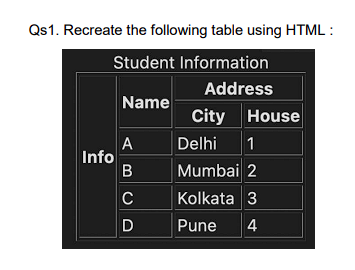 Qs1. Recreate the following table using HTML :
Student Information
Address
Name
City House
A Delhi 1
Info
B Mumbai 2
C Kolkata 3
D Pune 4